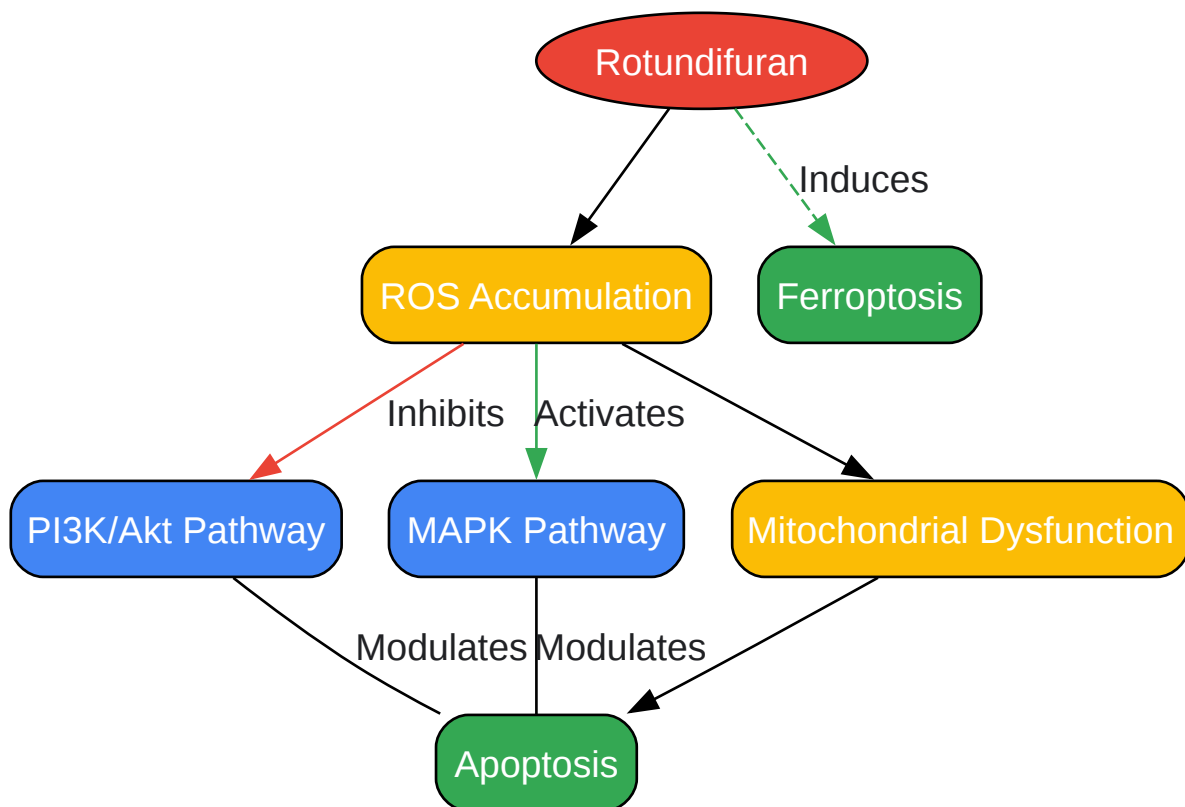 Rotundifuran
Induces
ROS Accumulation
Ferroptosis
Inhibits
Activates
PI3K/Akt Pathway
MAPK Pathway
Mitochondrial Dysfunction
Modulates
Modulates
Apoptosis